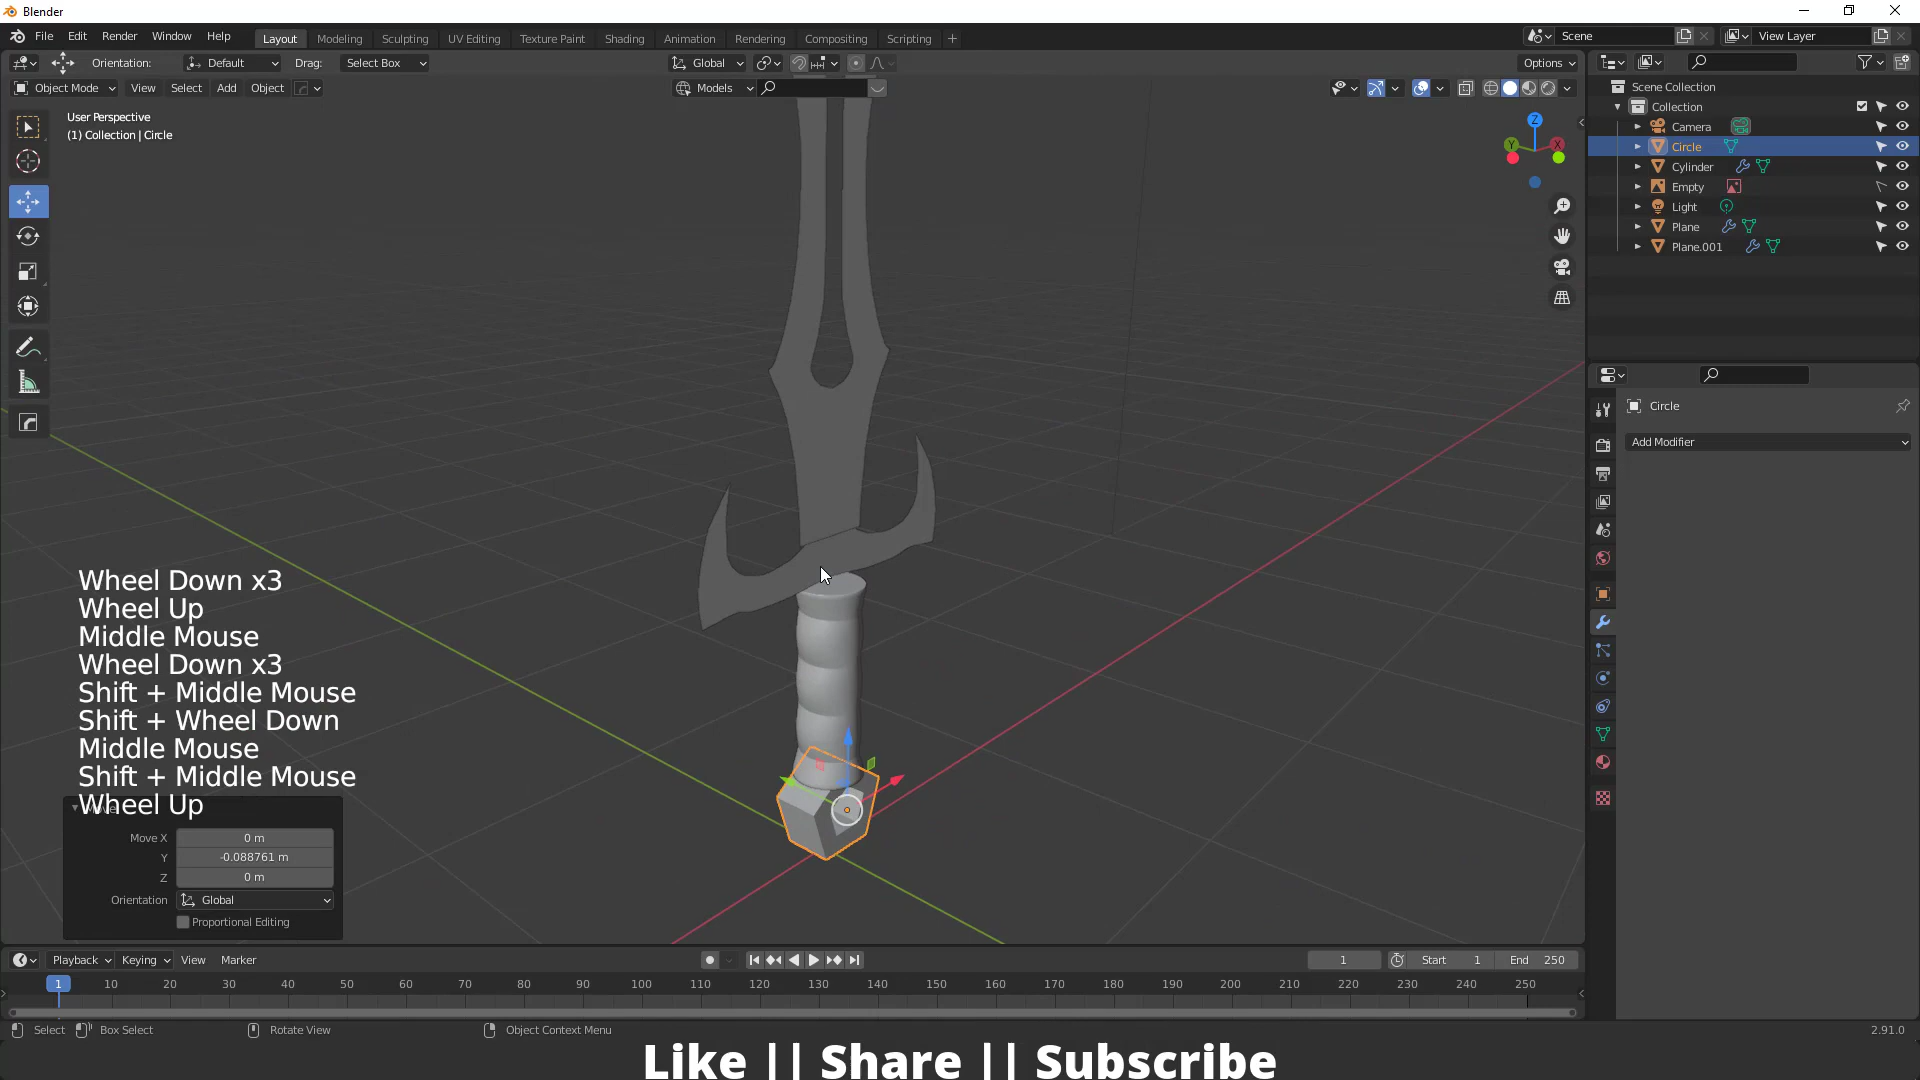 Blender
File Edit Render Window Help
Layout Modeling Sculpting UV Editing Texture Paint Shading Animation Rendering Compositing Scripting +
Scene
View Layer
Orientation: Default Drag: Select Box
Global
Options
Object Mode View Select Add Object
Models
User Perspective
(1) Collection | Circle
Z
Y
X
Scene Collection
Collection
Camera
Circle
Cylinder
Empty
Light
Plane
Plane.001
Circle
Add Modifier
Wheel Down x3
Wheel Up
Middle Mouse
Wheel Down x3
Shift + Middle Mouse
Shift + Wheel Down
Middle Mouse
Shift + Middle Mouse
Wheel Up
Move X 0 m
Y -0.088761 m
Z 0 m
Orientation Global
Proportional Editing
Playback Keying View Marker
1 Start 1 End 250
1 10 20 30 40 50 60 70 80 90 100 110 120 130 140 150 160 170 180 190 200 210 220 230 240 250
Select Box Select Rotate View Object Context Menu
2.91.0
Like || Share || Subscribe